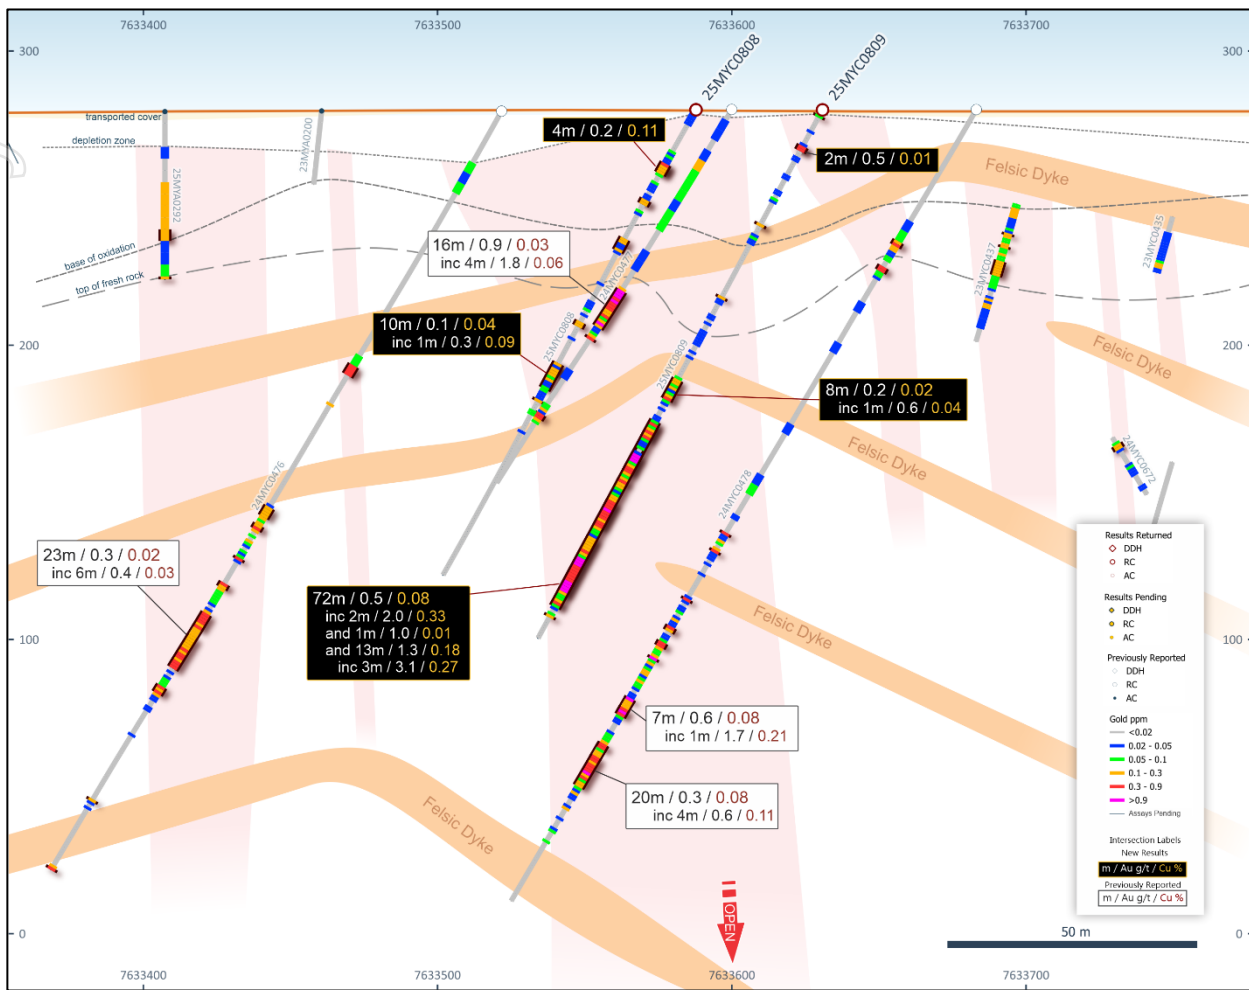 7633400
7633500
7633600
7633700
300
300
25MYC0808
25MYC0809
transported cover
depletion zone
23MYA0200
25MYA0292
4m / 0.2 / 0.11
2m / 0.5 / 0.01
Felsic Dyke
base of oxidation
top of fresh rock
16m / 0.9 / 0.03
inc 4m / 1.8 / 0.06
24MYC0477
23MYC0437
23MYC0435
10m / 0.1 / 0.04
inc 1m / 0.3 / 0.09
25MYC0808
25MYC0809
200
200
Felsic Dyke
8m / 0.2 / 0.02
inc 1m / 0.6 / 0.04
Felsic Dyke
24MYC0672
24MYC0476
24MYC0478
23m / 0.3 / 0.02
inc 6m / 0.4 / 0.03
72m / 0.5 / 0.08
inc 2m / 2.0 / 0.33
and 1m / 1.0 / 0.01
and 13m / 1.3 / 0.18
inc 3m / 3.1 / 0.27
100
100
Felsic Dyke
7m / 0.6 / 0.08
inc 1m / 1.7 / 0.21
20m / 0.3 / 0.08
inc 4m / 0.6 / 0.11
Felsic Dyke
Results Returned
DDH
RC
AC
Results Pending
DDH
RC
AC
Previously Reported
DDH
RC
AC
Gold ppm
<0.02
0.02 - 0.05
0.05 - 0.1
0.1 - 0.3
0.3 - 0.9
>0.9
Assays Pending
Intersection Labels
New Results
m / Au g/t / Cu %
Previously Reported
m / Au g/t / Cu %
OPEN
50 m
0
0
7633400
7633500
7633600
7633700